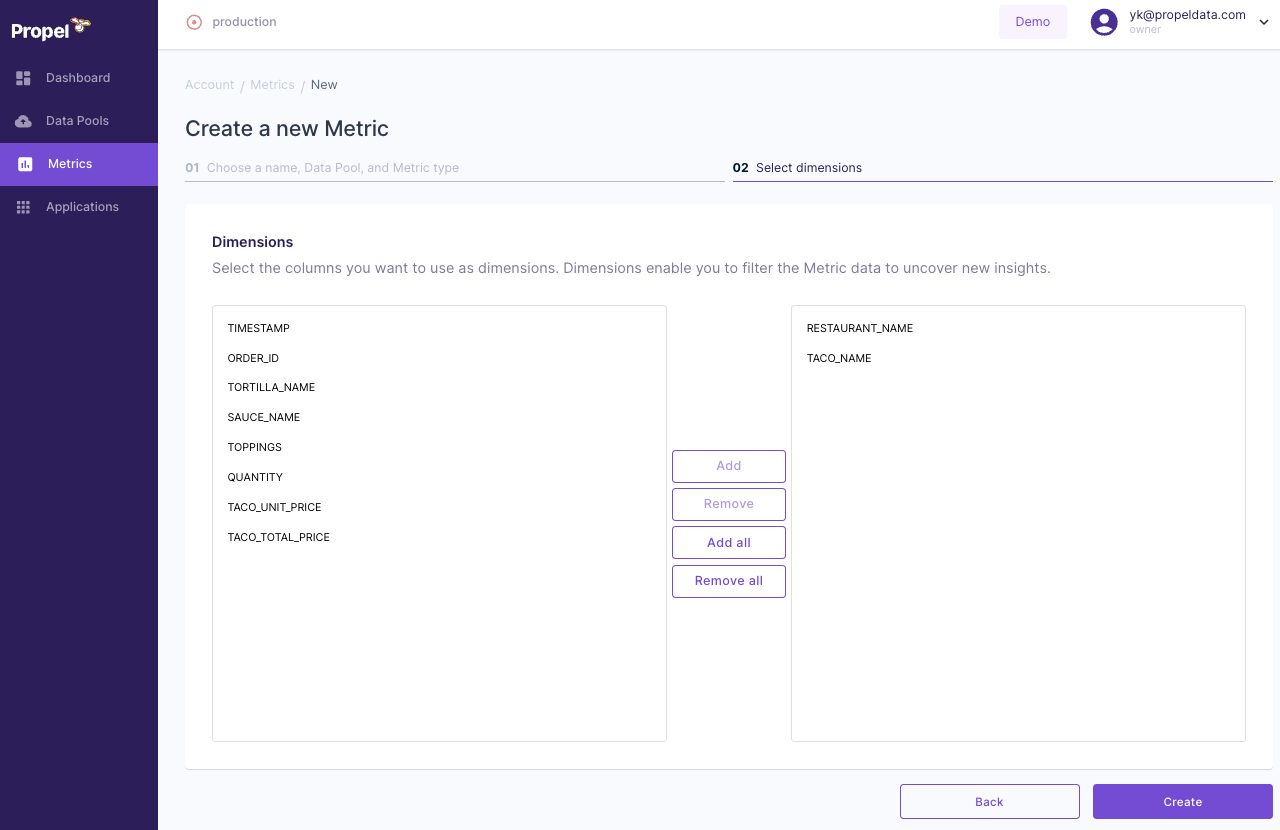 Propel
production
Demo
yk@propeldata.com
owner
Dashboard
Data Pools
Metrics
Applications
Account / Metrics / New
Create a new Metric
01 Choose a name, Data Pool, and Metric type
02 Select dimensions
Dimensions
Select the columns you want to use as dimensions. Dimensions enable you to filter the Metric data to uncover new insights.
TIMESTAMP
ORDER_ID
TORTILLA_NAME
SAUCE_NAME
TOPPINGS
QUANTITY
TACO_UNIT_PRICE
TACO_TOTAL_PRICE
Add
Remove
Add all
Remove all
RESTAURANT_NAME
TACO_NAME
Back
Create